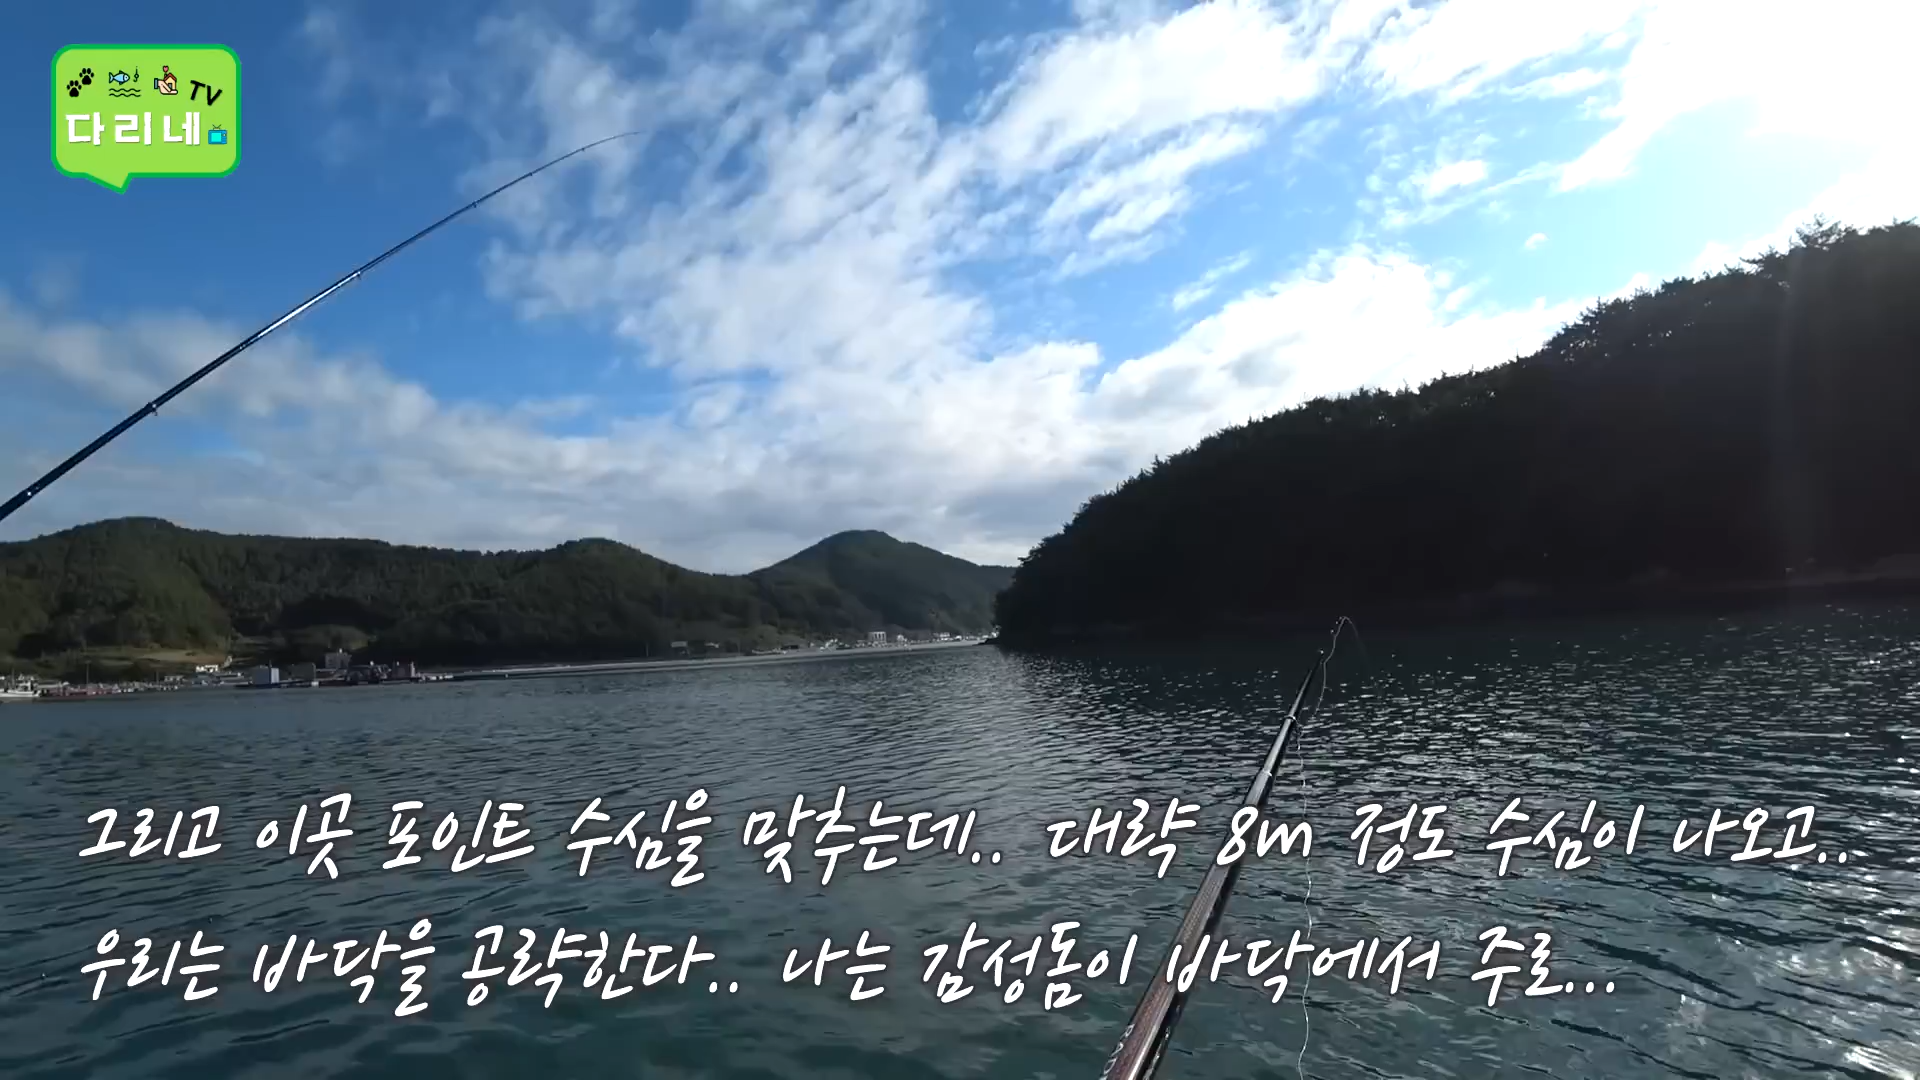 TV
다리네
그리고 이곳 포인트 수심을 맞추는데.. 대략 8m 정도 수심이 나오고..
우리는 바닥을 공략한다.. 나는 감성돔이 바닥에서 주로...